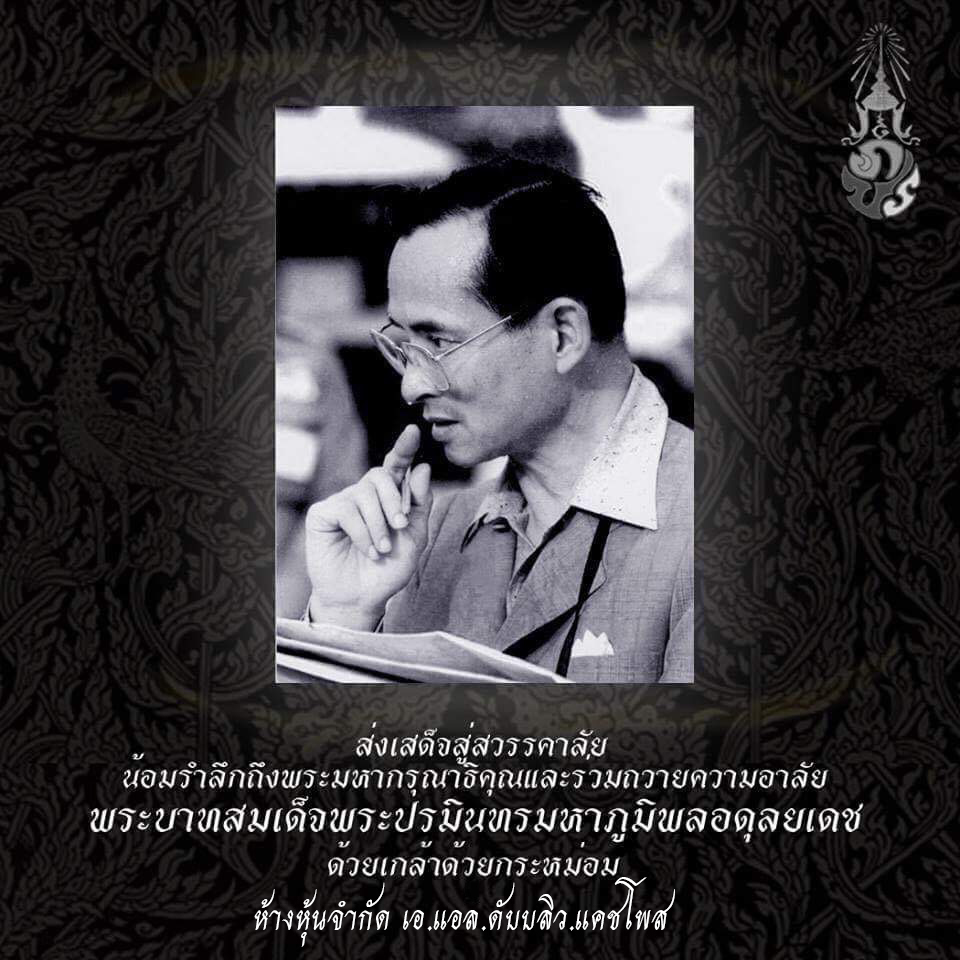 ส่งเสด็จสู่สวรรคาลัย
น้อมรำลึกถึงพระมหากรุณาธิคุณและร่วมถวายความอาลัย
พระบาทสมเด็จพระปรมินทรมหาภูมิพลอดุลยเดช
ด้วยเกล้าด้วยกระหม่อม
ห้างหุ้นจำกัด เอ.แอล.ดับบลิว.แคชโพส